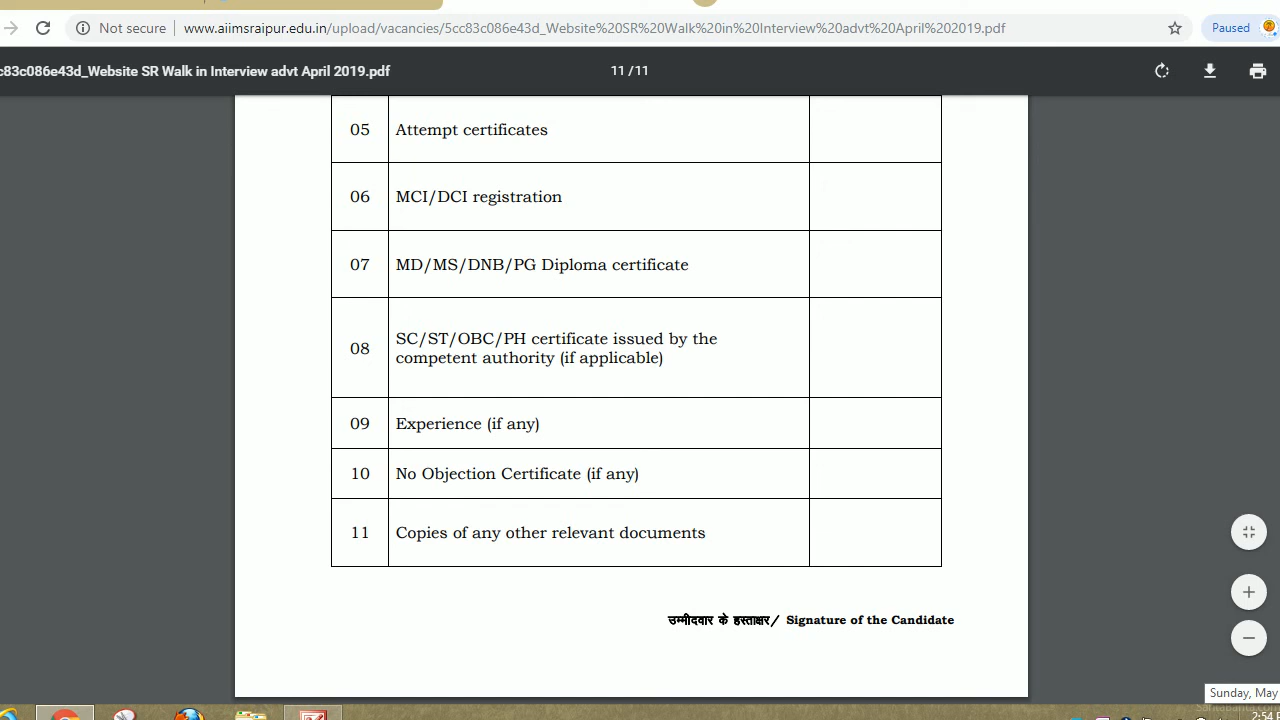 Not secure www.aiimsraipur.edu.in/upload/vacancies/5cc83c086e43d_Website%20SR%20Walk%20in%20Interview%20advt%20April%202019.pdf Paused
c83c086e43d_Website SR Walk in Interview advt April 2019.pdf 11 / 11
05 Attempt certificates
06 MCI/DCI registration
07 MD/MS/DNB/PG Diploma certificate
08 SC/ST/OBC/PH certificate issued by the
competent authority (if applicable)
09 Experience (if any)
10 No Objection Certificate (if any)
11 Copies of any other relevant documents
उम्मीदवार के हस्ताक्षर/ Signature of the Candidate
Sunday, May